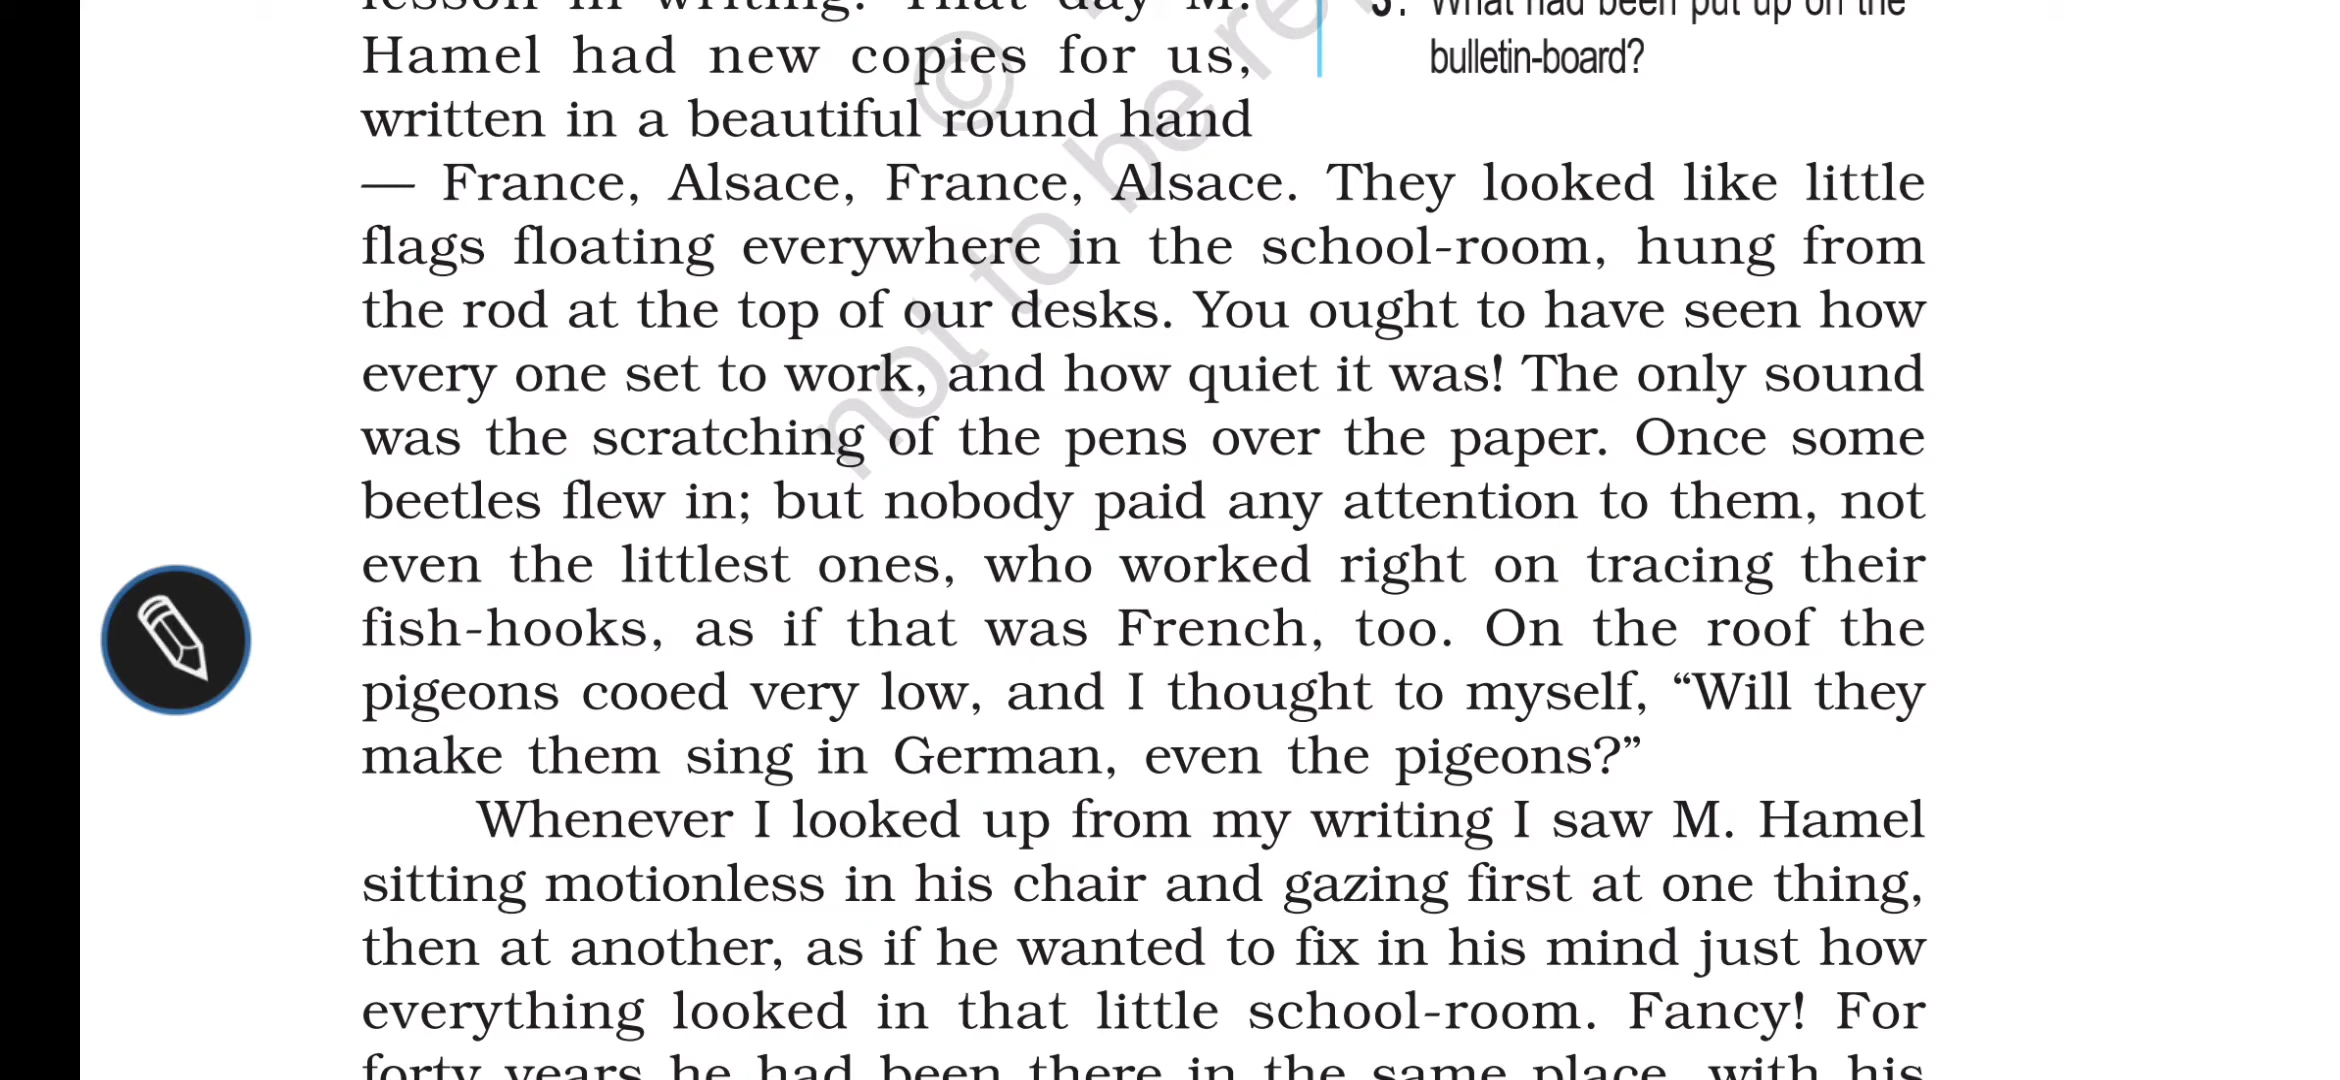 lesson in writing. That day M.
Hamel had new copies for us,
written in a beautiful round hand
— France, Alsace, France, Alsace. They looked like little
flags floating everywhere in the school-room, hung from
the rod at the top of our desks. You ought to have seen how
every one set to work, and how quiet it was! The only sound
was the scratching of the pens over the paper. Once some
beetles flew in; but nobody paid any attention to them, not
even the littlest ones, who worked right on tracing their
fish-hooks, as if that was French, too. On the roof the
pigeons cooed very low, and I thought to myself, “Will they
make them sing in German, even the pigeons?”
Whenever I looked up from my writing I saw M. Hamel
sitting motionless in his chair and gazing first at one thing,
then at another, as if he wanted to fix in his mind just how
everything looked in that little school-room. Fancy! For
forty years he had been there in the same place, with his
3. What had been put up on the
bulletin-board?
©
not to be re